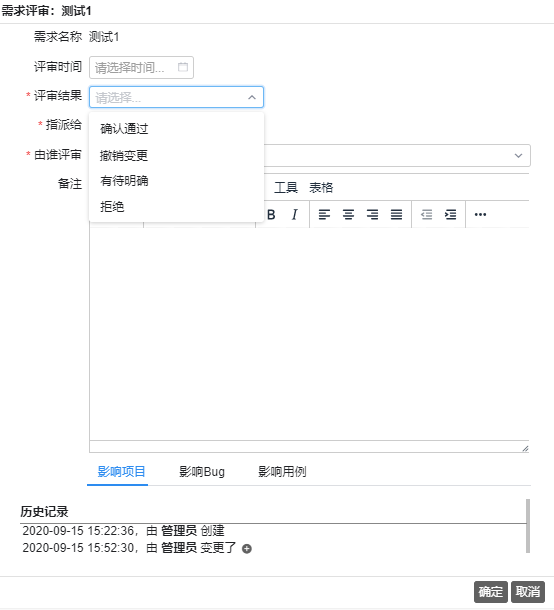 需求评审：测试1
需求名称 测试1
评审时间 请选择时间...
* 评审结果 请选择...
* 指派给
确认通过
* 由谁评审
撤销变更
备注
有待明确
工具 表格
拒绝
B I
影响项目 影响Bug 影响用例
历史记录
2020-09-15 15:22:36，由 管理员 创建
2020-09-15 15:52:30，由 管理员 变更了
确定 取消